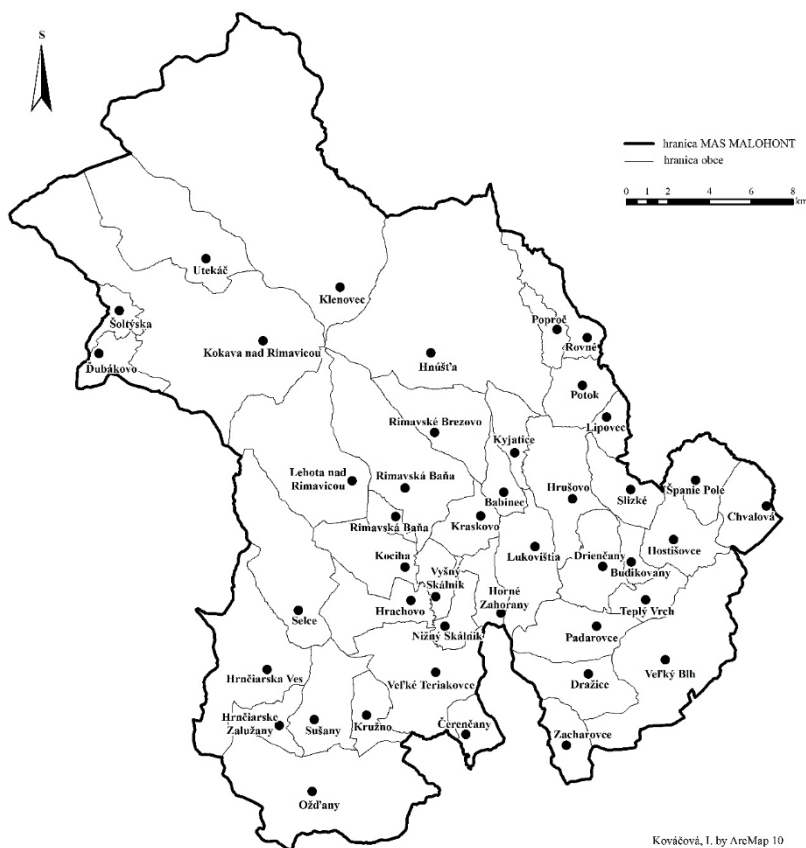 S
hranica MAS MALOHONT
hranica obce
0 1 2 4 6 8
km
Utekáč
Klenovec
Šoltýska
Poproč
Rovné
Kokava nad Rimavicou
Ďubákovo
Hnúšťa
Potok
Lipovec
Rimavské Brezovo
Kyjatice
Lehota nad
Rimavicou
Rimavská Baňa
Babinec
Hrušovo
Slizké
Španie Pole
Chvalová
Rimavská Baňa
Kraskovo
Lukovištia
Drienčany
Hostišovce
Kociha
Vyšný
Skálnik
Budikovany
Hrachovo
Horné
Zahorany
Teplý Vrch
Selce
Nižný Skálnik
Padarovce
Hrnčiarska Ves
Veľké Teriakovce
Dražice
Veľký Blh
Hrnčiarske
Zalužany
Sušany
Kružno
Čerenčany
Zacharovce
Ožďany
Kováčová, I. by ArcMap 10